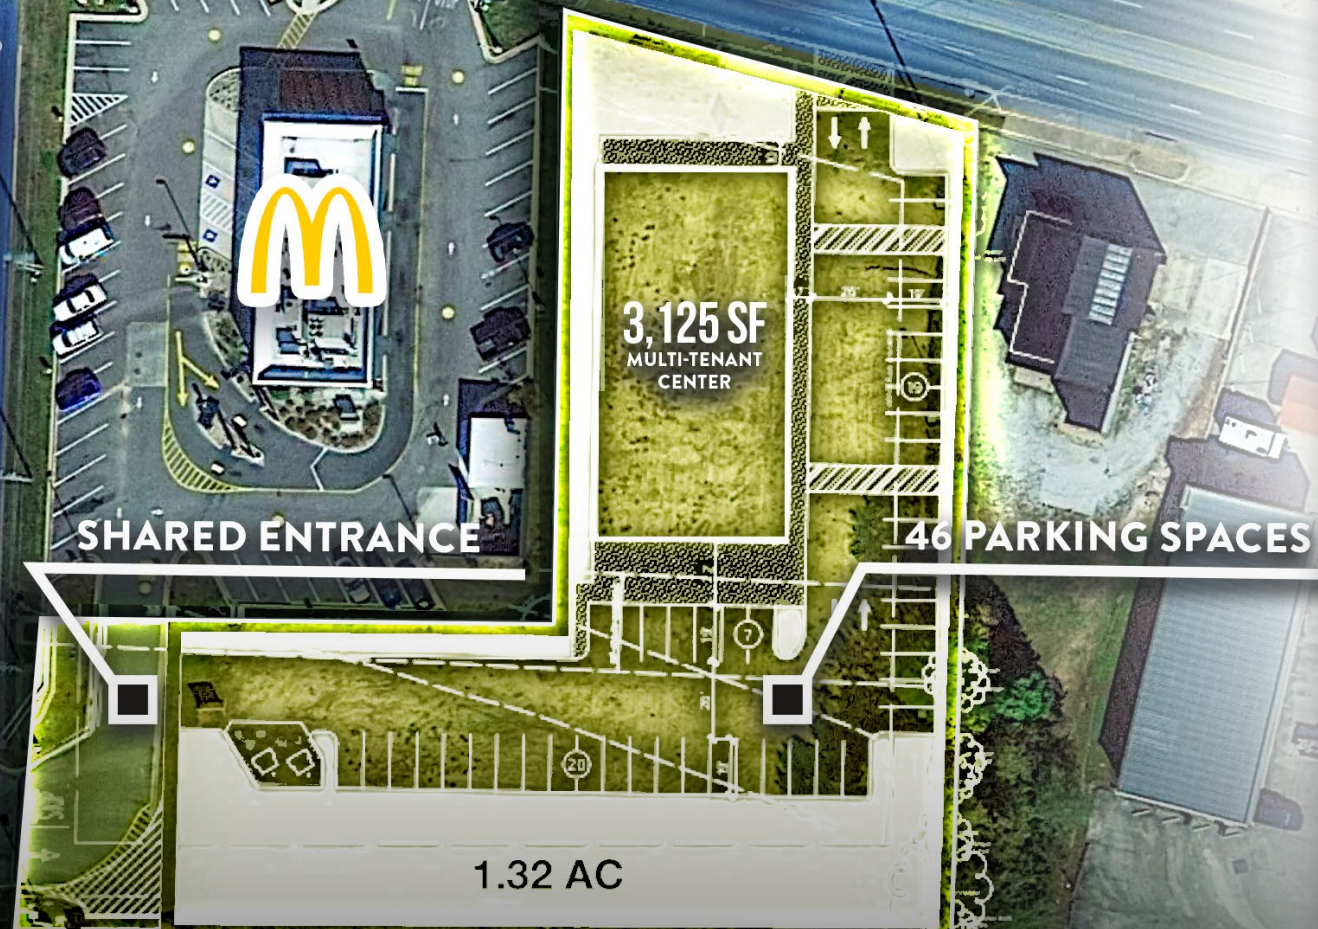 3,125 SF
MULTI-TENANT
CENTER
19
SHARED ENTRANCE
46 PARKING SPACES
7
20
1.32 AC